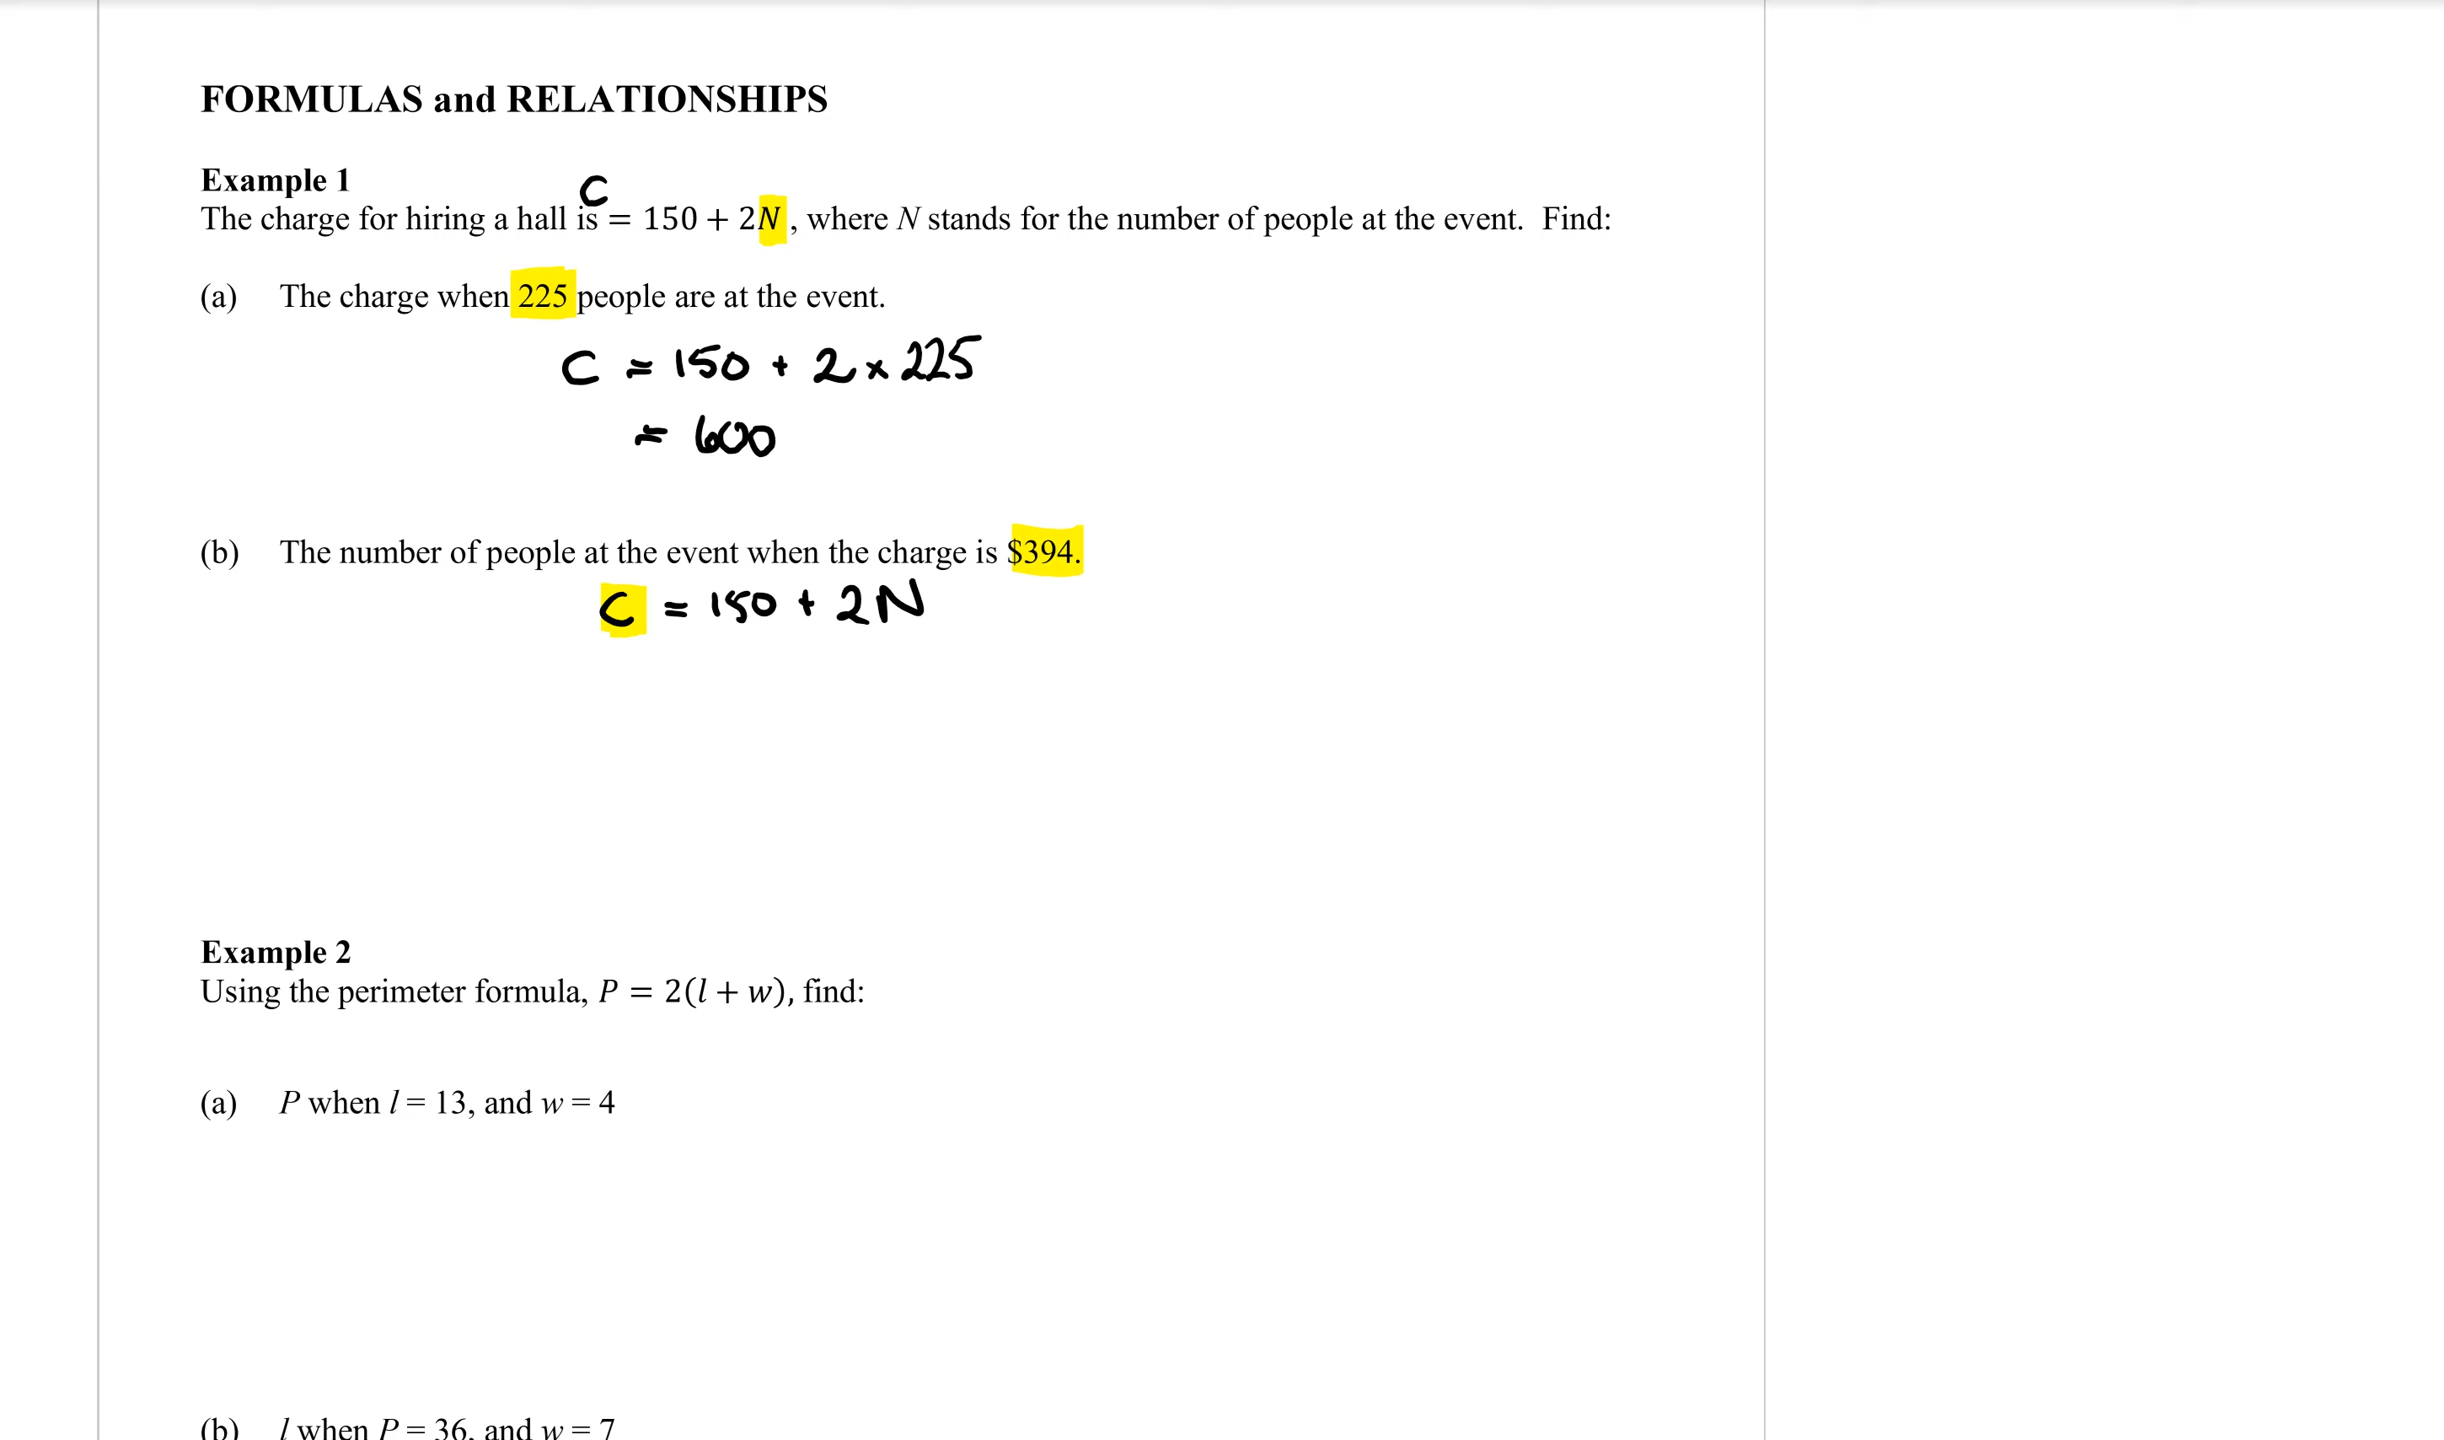 FORMULAS and RELATIONSHIPS
Example 1
C
The charge for hiring a hall is = 150 + 2N , where N stands for the number of people at the event. Find:
(a) The charge when 225 people are at the event.
C = 150 + 2 × 225
= 600
(b) The number of people at the event when the charge is $394.
C = 150 + 2N
Example 2
Using the perimeter formula, P = 2(l + w), find:
(a) P when l = 13, and w = 4
(b) l when P = 36, and w = 7